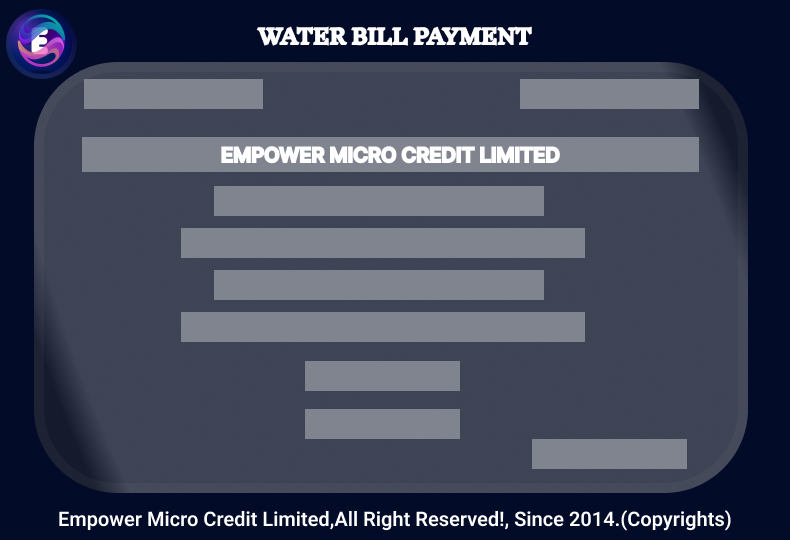 WATER BILL PAYMENT
EMPOWER MICRO CREDIT LIMITED
Empower Micro Credit Limited,All Right Reserved!, Since 2014.(Copyrights)